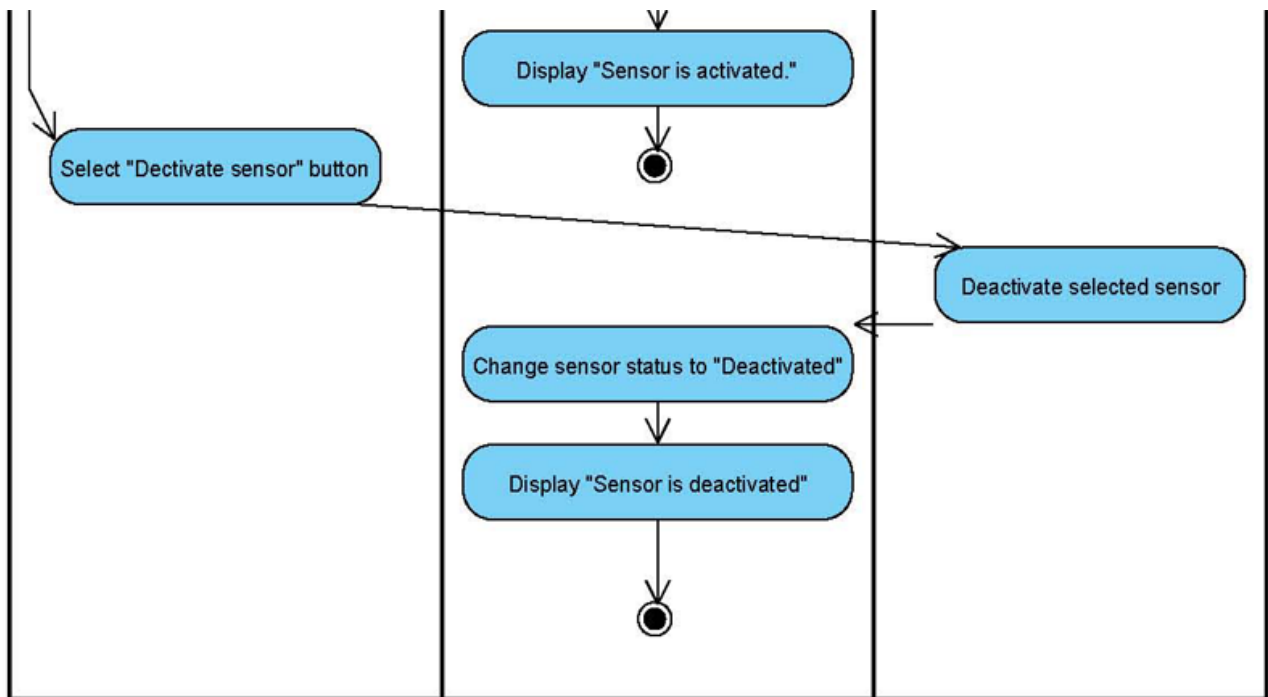 Display "Sensor is activated."
Select "Dectivate sensor" button
Deactivate selected sensor
Change sensor status to "Deactivated"
Display "Sensor is deactivated"